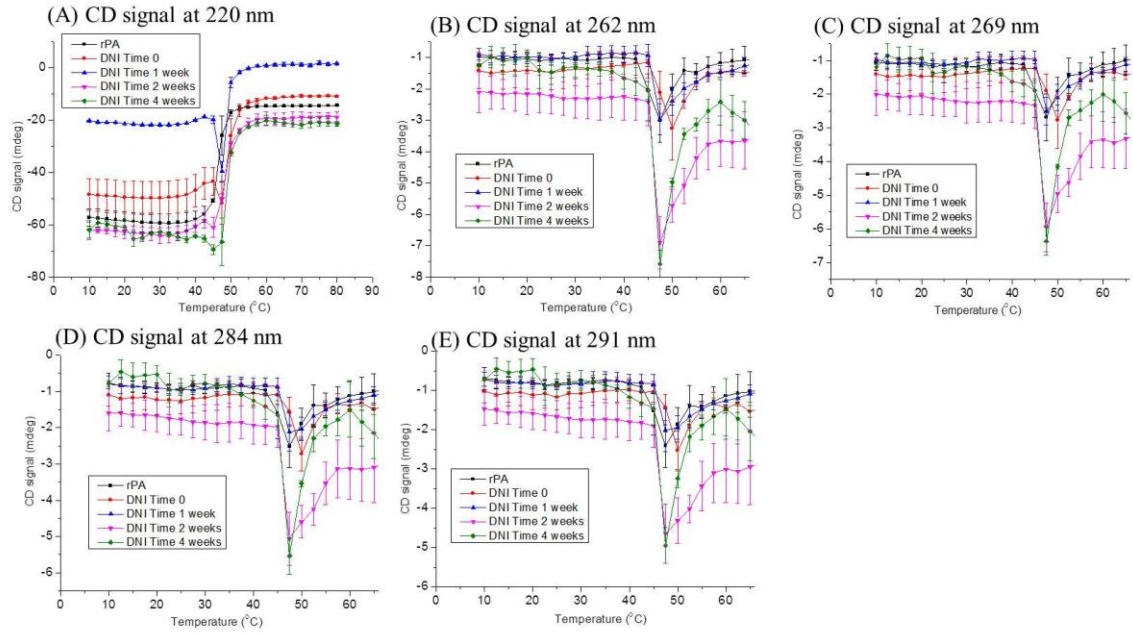 (A) CD signal at 220 nm
rPA
DNI Time 0
DNI Time 1 week
DNI Time 2 weeks
DNI Time 4 weeks
CD signal (mdeg)
0
-20
-40
-60
-80
0 10 20 30 40 50 60 70 80 90
Temperature (°C)
(B) CD signal at 262 nm
rPA
DNI Time 0
DNI Time 1 week
DNI Time 2 weeks
DNI Time 4 weeks
CD signal (mdeg)
-1
-2
-3
-4
-5
-6
-7
-8
0 10 20 30 40 50 60
Temperature (°C)
(C) CD signal at 269 nm
rPA
DNI Time 0
DNI Time 1 week
DNI Time 2 weeks
DNI Time 4 weeks
CD signal (mdeg)
-1
-2
-3
-4
-5
-6
-7
0 10 20 30 40 50 60
Temperature (°C)
(D) CD signal at 284 nm
rPA
DNI Time 0
DNI Time 1 week
DNI Time 2 weeks
DNI Time 4 weeks
CD signal (mdeg)
0
-1
-2
-3
-4
-5
-6
0 10 20 30 40 50 60
Temperature (°C)
(E) CD signal at 291 nm
rPA
DNI Time 0
DNI Time 1 week
DNI Time 2 weeks
DNI Time 4 weeks
CD signal (mdeg)
0
-1
-2
-3
-4
-5
-6
0 10 20 30 40 50 60
Temperature (°C)